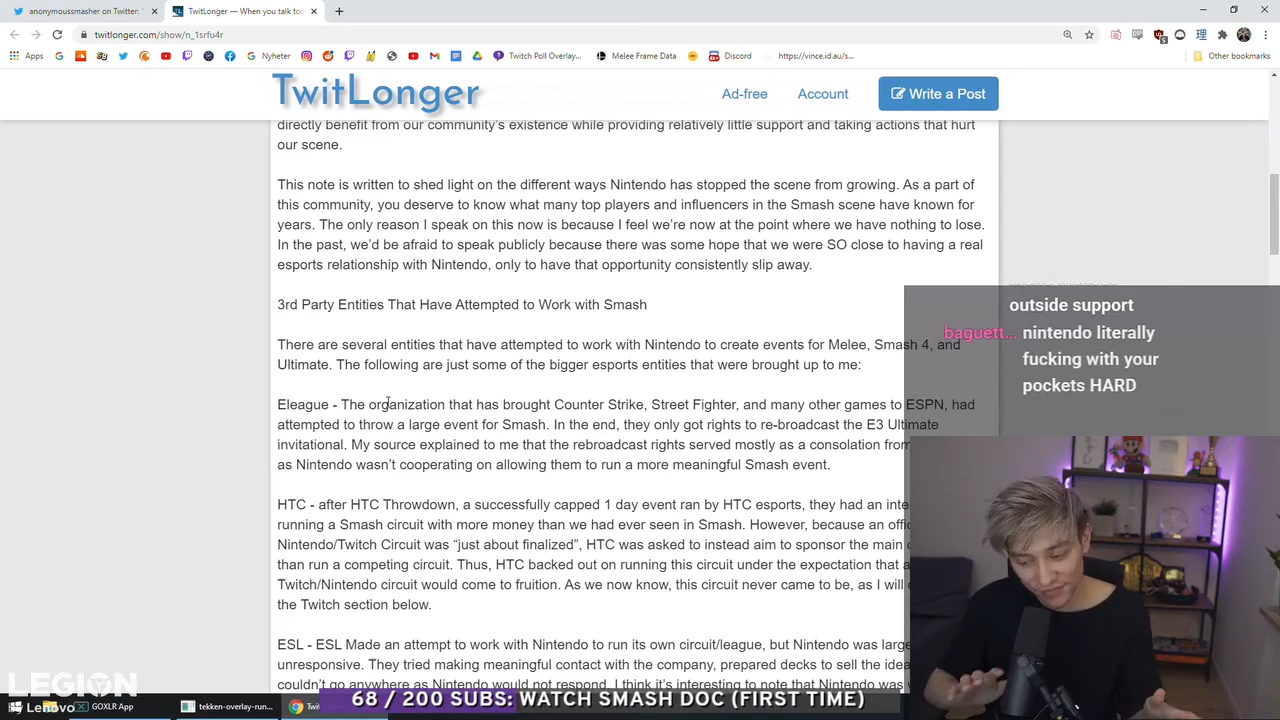 anonymoussmasher on Twitter: "
TwitLonger — When you talk too
twitlonger.com/show/n_1srfu4r
Apps
Nyheter
Twitch Poll Overlay...
Melee Frame Data
Discord
https://vince.id.au/s...
Other bookmarks
TwitLonger
Ad-free
Account
Write a Post
directly benefit from our community's existence while providing relatively little support and taking actions that hurt
our scene.
This note is written to shed light on the different ways Nintendo has stopped the scene from growing. As a part of
this community, you deserve to know what many top players and influencers in the Smash scene have known for
years. The only reason I speak on this now is because I feel we're now at the point where we have nothing to lose.
In the past, we'd be afraid to speak publicly because there was some hope that we were SO close to having a real
esports relationship with Nintendo, only to have that opportunity consistently slip away.
3rd Party Entities That Have Attempted to Work with Smash
There are several entities that have attempted to work with Nintendo to create events for Melee, Smash 4, and
Ultimate. The following are just some of the bigger esports entities that were brought up to me:
Eleague - The organization that has brought Counter Strike, Street Fighter, and many other games to ESPN, had
attempted to throw a large event for Smash. In the end, they only got rights to re-broadcast the E3 Ultimate
invitational. My source explained to me that the rebroadcast rights served mostly as a consolation from
as Nintendo wasn't cooperating on allowing them to run a more meaningful Smash event.
HTC - after HTC Throwdown, a successfully capped 1 day event ran by HTC esports, they had an inte
running a Smash circuit with more money than we had ever seen in Smash. However, because an offic
Nintendo/Twitch Circuit was “just about finalized”, HTC was asked to instead aim to sponsor the main c
than run a competing circuit. Thus, HTC backed out on running this circuit under the expectation that a
Twitch/Nintendo circuit would come to fruition. As we now know, this circuit never came to be, as I will
the Twitch section below.
ESL - ESL Made an attempt to work with Nintendo to run its own circuit/league, but Nintendo was large
unresponsive. They tried making meaningful contact with the company, prepared decks to sell the idea
couldn't go anywhere as Nintendo would not respond. I think it's interesting to note that Nintendo was
outside support
baguett... nintendo literally
fucking with your
pockets HARD
LEGION
Lenovo
GOXLR App
tekken-overlay-run...
Twit
68 / 200 SUBS: WATCH SMASH DOC (FIRST TIME)